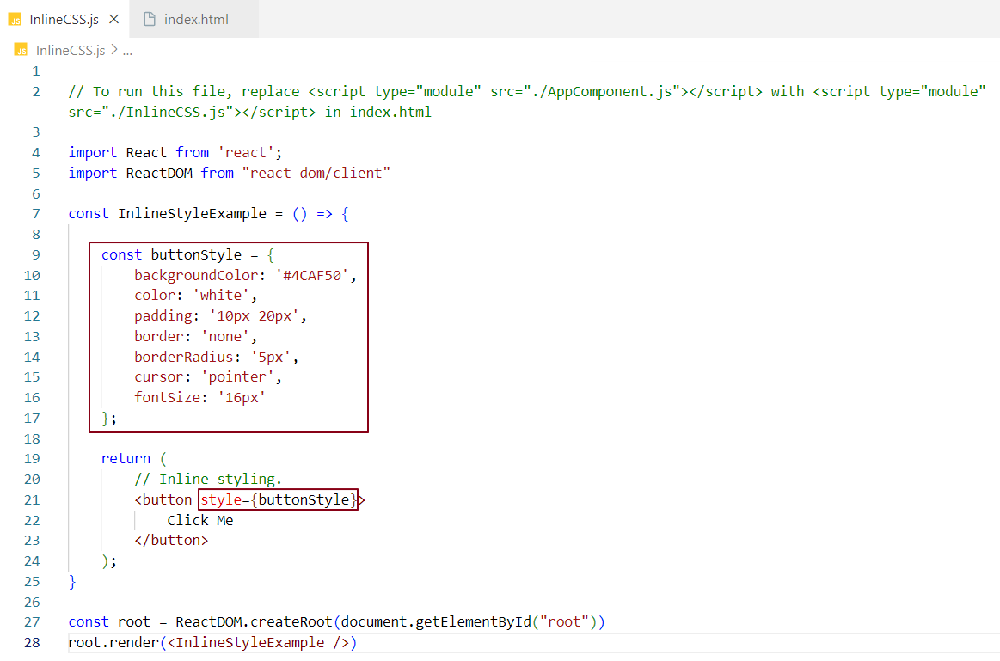 JS InlineCSS.js ✕ index.html
JS InlineCSS.js > ...
1
2 // To run this file, replace <script type="module" src="./AppComponent.js"></script> with <script type="module"
src="./InlineCSS.js"></script> in index.html
3
4 import React from 'react';
5 import ReactDOM from "react-dom/client"
6
7 const InlineStyleExample = () => {
8
9 const buttonStyle = {
10 backgroundColor: '#4CAF50',
11 color: 'white',
12 padding: '10px 20px',
13 border: 'none',
14 borderRadius: '5px',
15 cursor: 'pointer',
16 fontSize: '16px'
17 };
18
19 return (
20 // Inline styling.
21 <button style={buttonStyle}>
22 Click Me
23 </button>
24 );
25 }
26
27 const root = ReactDOM.createRoot(document.getElementById("root"))
28 root.render(<InlineStyleExample />)